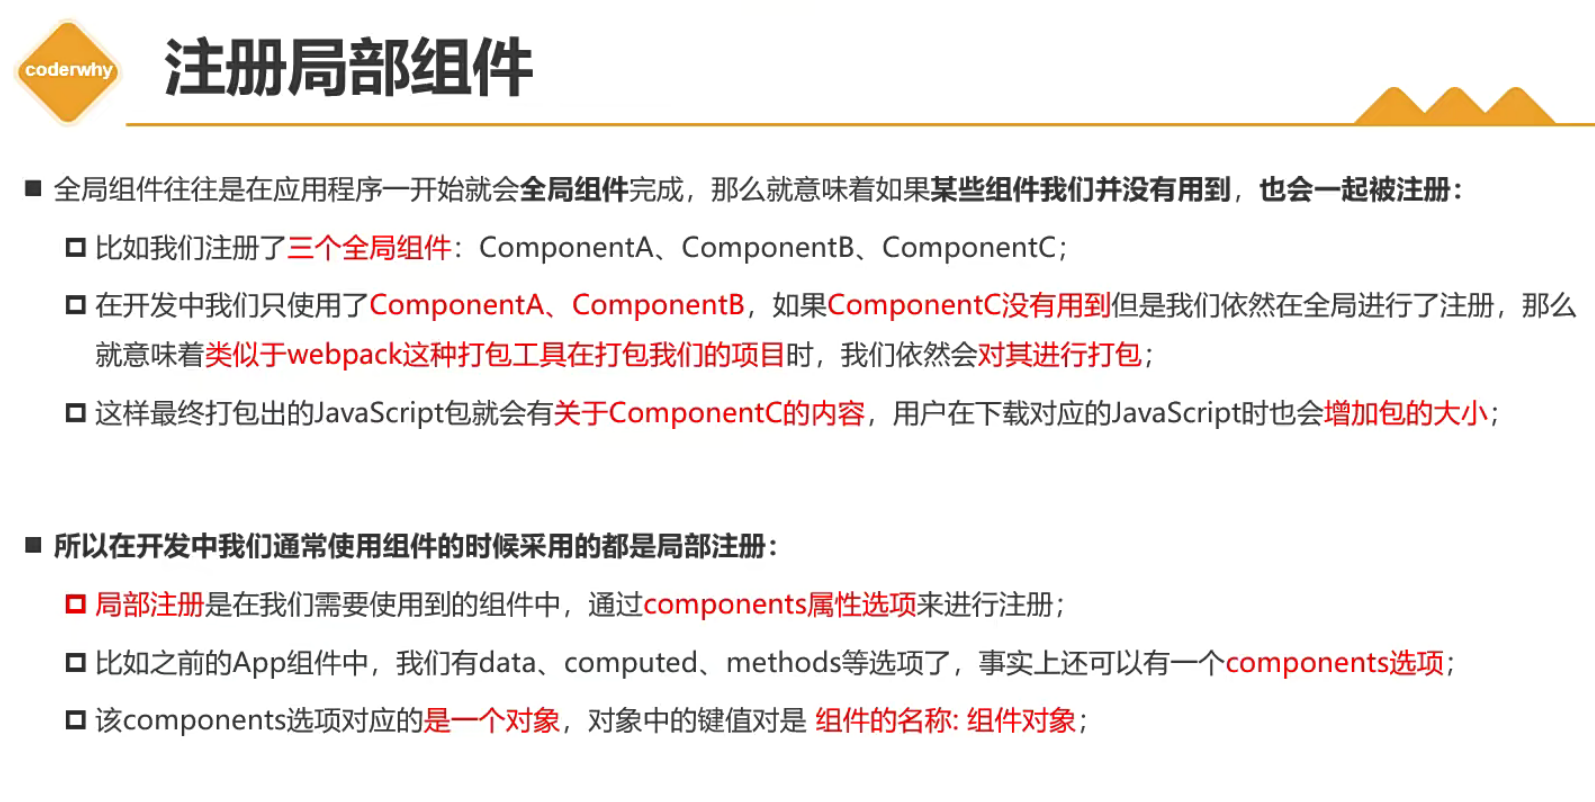 coderwhy
注册局部组件
全局组件往往是在应用程序一开始就会全局组件完成，那么就意味着如果某些组件我们并没有用到，也会一起被注册：
比如我们注册了三个全局组件：ComponentA、ComponentB、ComponentC；
在开发中我们只使用了ComponentA、ComponentB，如果ComponentC没有用到但是我们依然在全局进行了注册，那么
就意味着类似于webpack这种打包工具在打包我们的项目时，我们依然会对其进行打包；
这样最终打包出的JavaScript包就会有关于ComponentC的内容，用户在下载对应的JavaScript时也会增加包的大小；
所以在开发中我们通常使用组件的时候采用的都是局部注册：
局部注册是在我们需要使用到的组件中，通过components属性选项来进行注册；
比如之前的App组件中，我们有data、computed、methods等选项了，事实上还可以有一个components选项；
该components选项对应的是一个对象，对象中的键值对是 组件的名称: 组件对象；